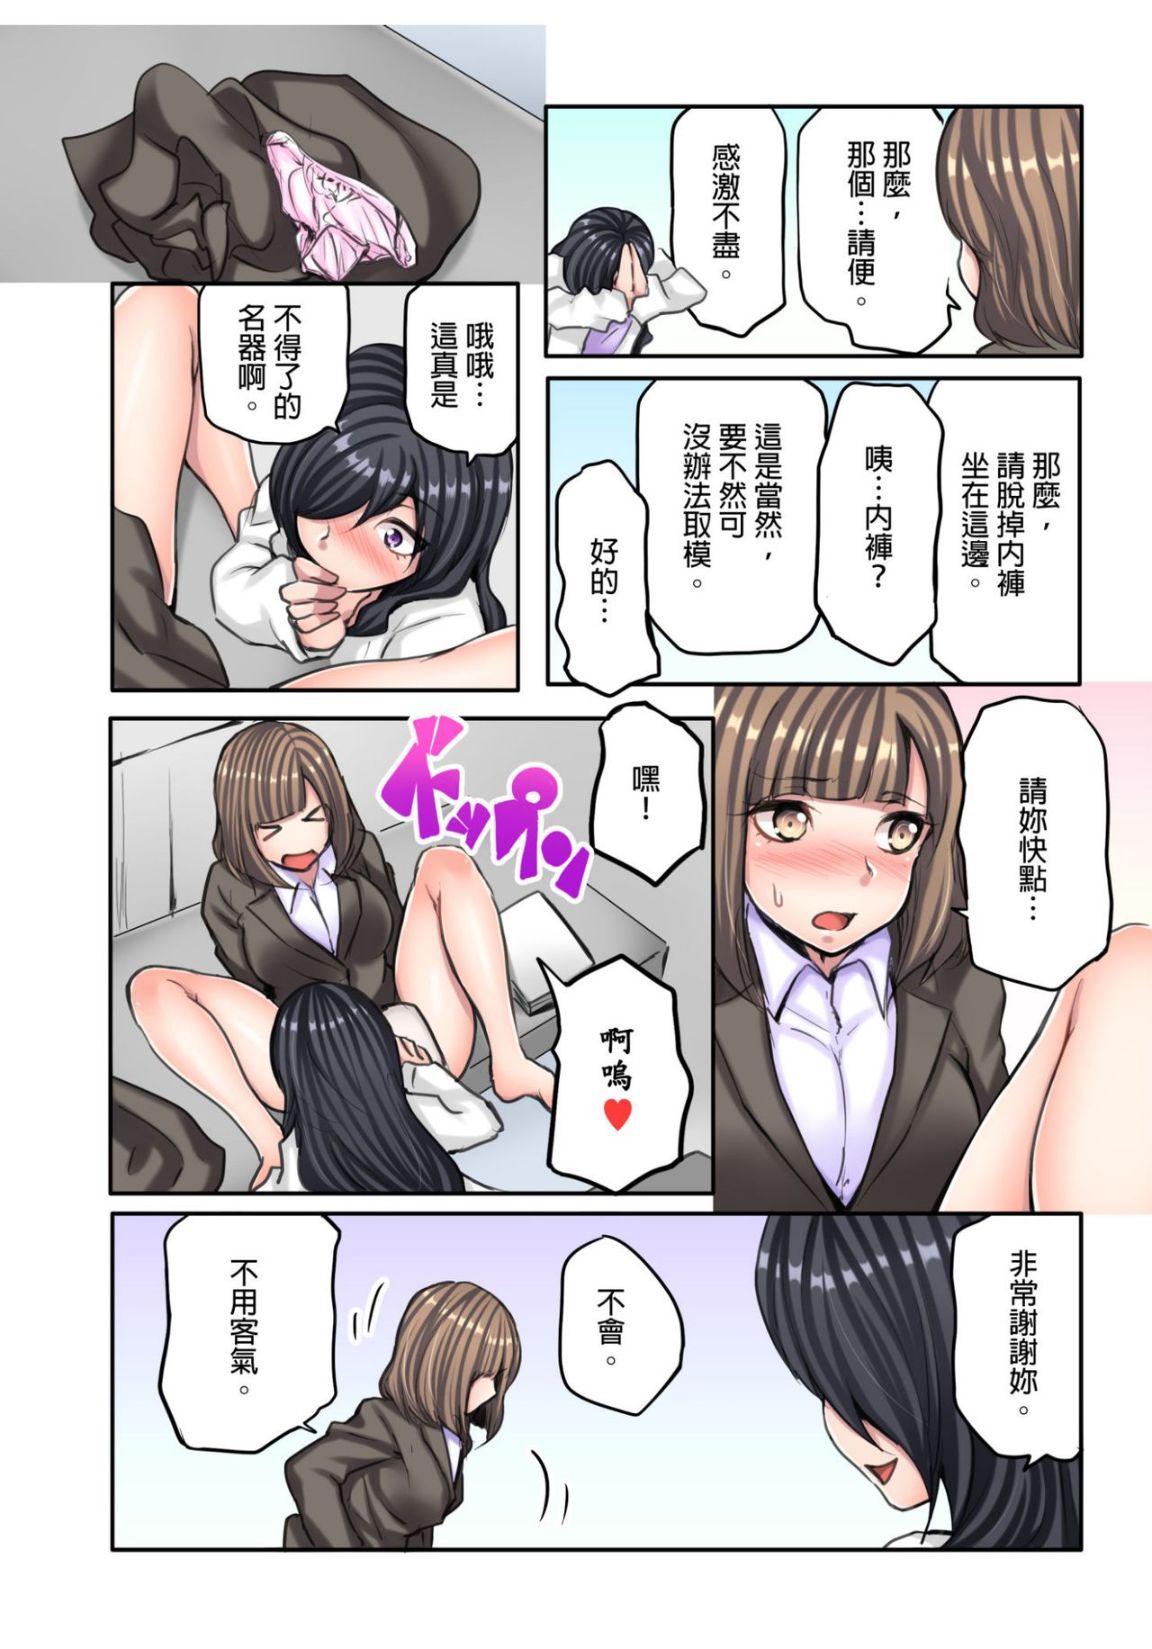 那麼，
那個…請便。
感激不盡。
那麼，
請脫掉內褲
坐在這邊。
咦…內褲？
這是當然，
要不然可
沒辦法取模。
好的…
哦哦…
這真是
不得了的
名器啊。
請妳快點…
嘿！
ドップン
啊嗚♥
非常謝謝妳。
不會。
不用客氣。